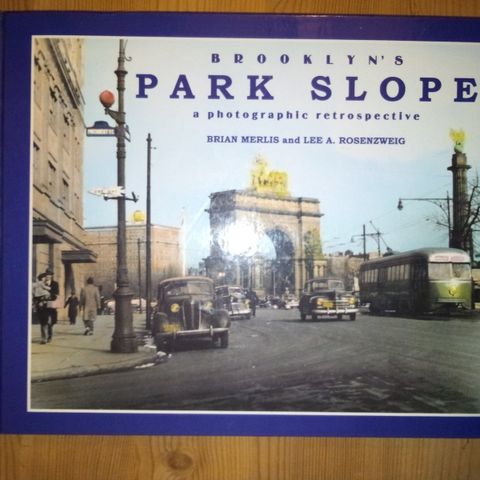 BROOKLYN'S
PARK SLOPE
a photographic retrospective
BRIAN MERLIS and LEE A. ROSENZWEIG